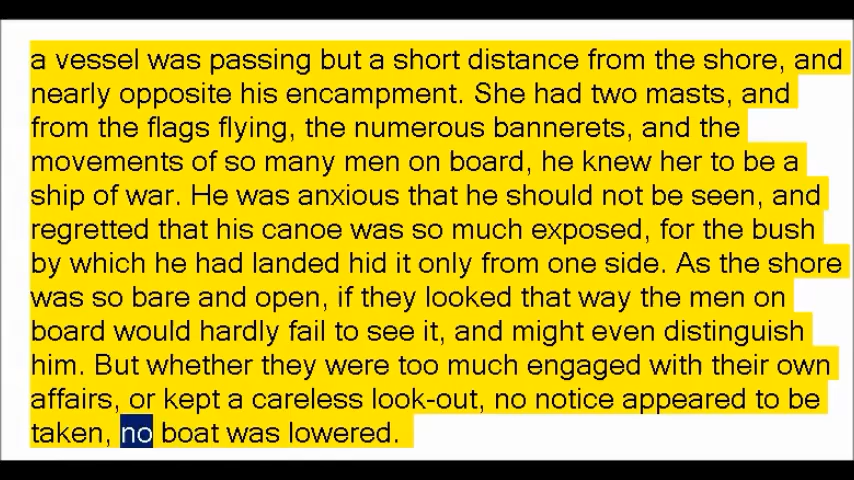 a vessel was passing but a short distance from the shore, and
nearly opposite his encampment. She had two masts, and
from the flags flying, the numerous bannerets, and the
movements of so many men on board, he knew her to be a
ship of war. He was anxious that he should not be seen, and
regretted that his canoe was so much exposed, for the bush
by which he had landed hid it only from one side. As the shore
was so bare and open, if they looked that way the men on
board would hardly fail to see it, and might even distinguish
him. But whether they were too much engaged with their own
affairs, or kept a careless look-out, no notice appeared to be
taken, no boat was lowered.